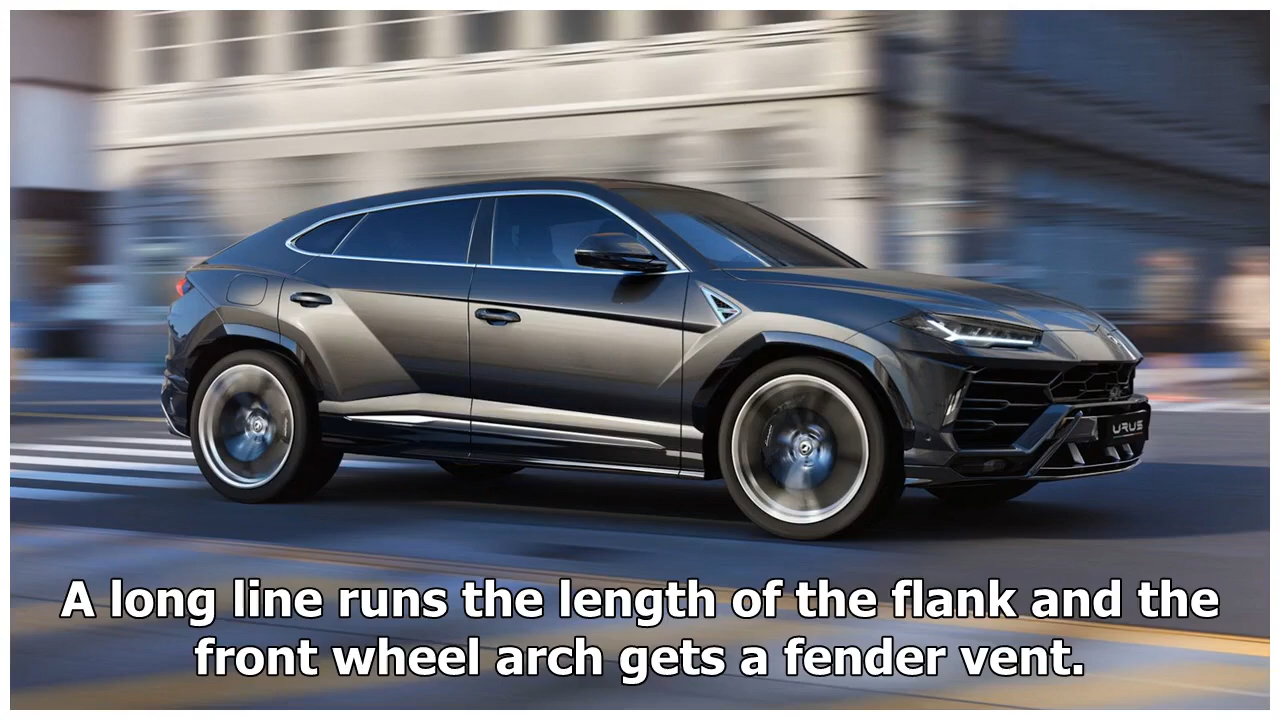 URUS
A long line runs the length of the flank and the
front wheel arch gets a fender vent.